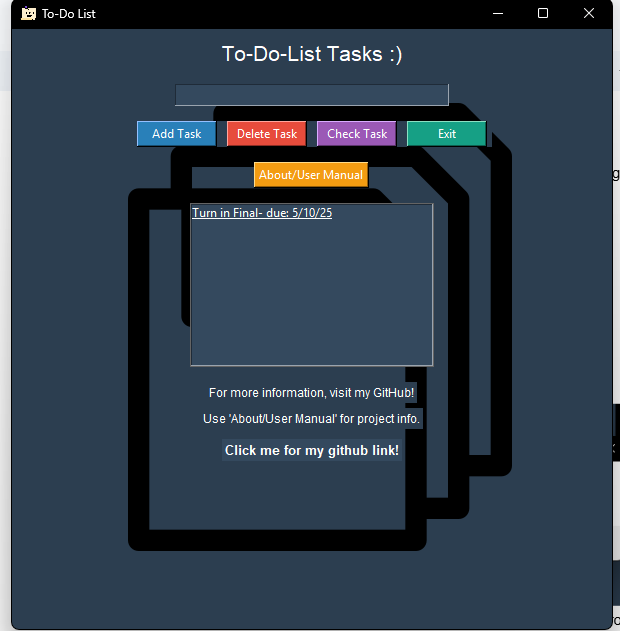 To-Do List
To-Do-List Tasks :)
Add Task Delete Task Check Task Exit
About/User Manual
Turn in Final- due: 5/10/25
For more information, visit my GitHub!
Use 'About/User Manual' for project info.
Click me for my github link!